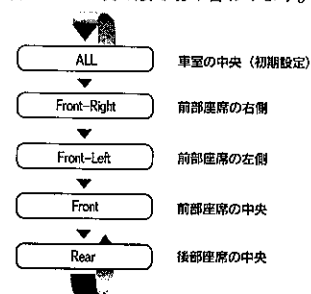 ALL 車室の中央（初期設定）
Front-Right 前部座席の右側
Front-Left 前部座席の左側
Front 前部座席の中央
Rear 後部座席の中央